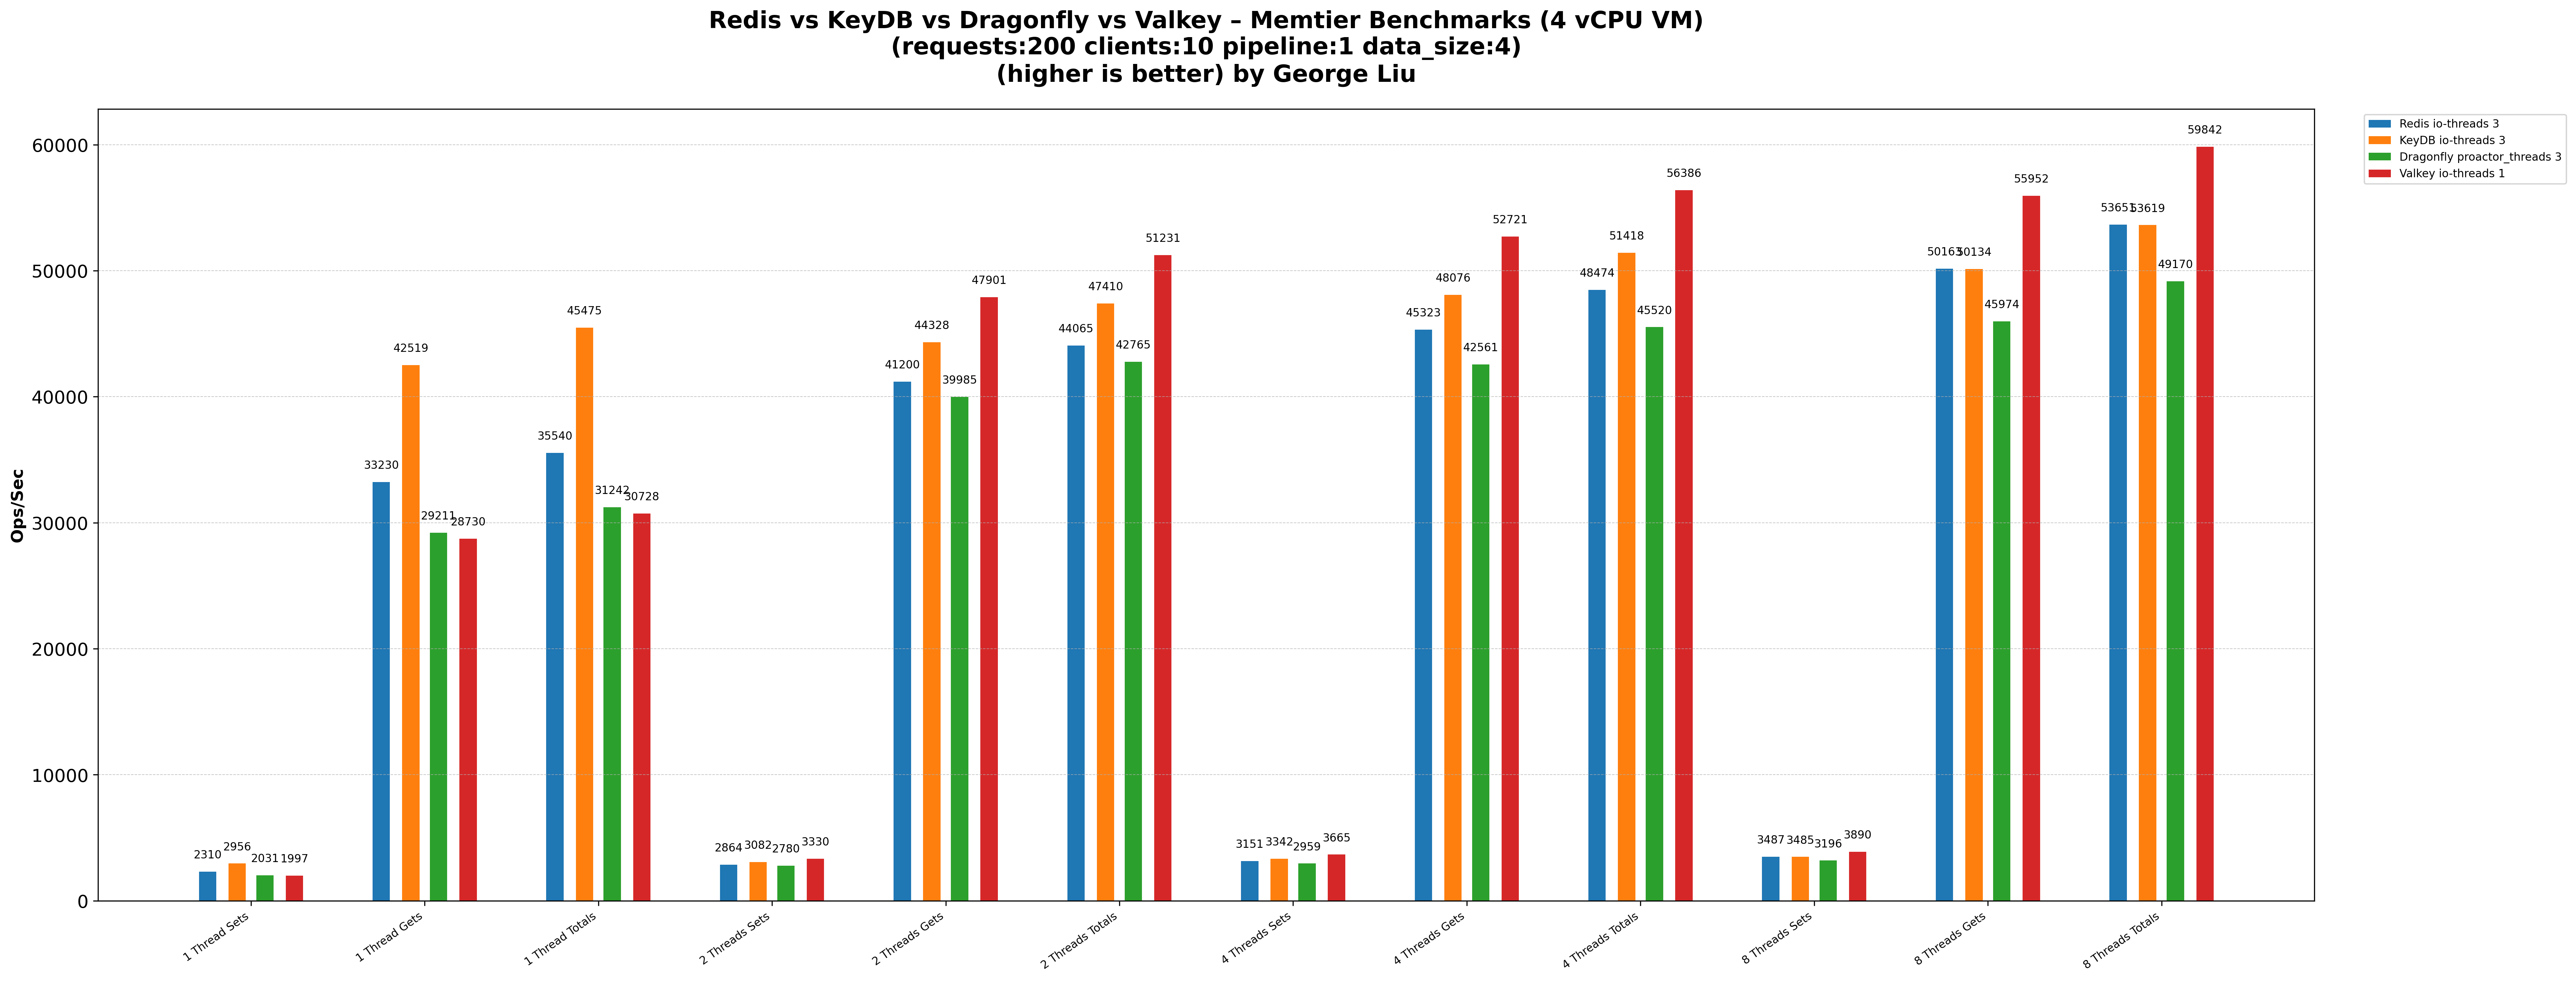 Redis vs KeyDB vs Dragonfly vs Valkey – Memtier Benchmarks (4 vCPU VM)
(requests:200 clients:10 pipeline:1 data_size:4)
(higher is better) by George Liu
Redis io-threads 3
KeyDB io-threads 3
Dragonfly proactor_threads 3
Valkey io-threads 1
Ops/Sec
60000
50000
40000
30000
20000
10000
0
2310
2956
2031
1997
33230
42519
29211
28730
35540
45475
31242
30728
2864
3082
2780
3330
41200
44328
39985
47901
44065
47410
42765
51231
3151
3342
2959
3665
45323
48076
42561
52721
48474
51418
45520
56386
3487
3485
3196
3890
50163
50134
45974
55952
53651
53619
49170
59842
1 Thread Sets
1 Thread Gets
1 Thread Totals
2 Threads Sets
2 Threads Gets
2 Threads Totals
4 Threads Sets
4 Threads Gets
4 Threads Totals
8 Threads Sets
8 Threads Gets
8 Threads Totals